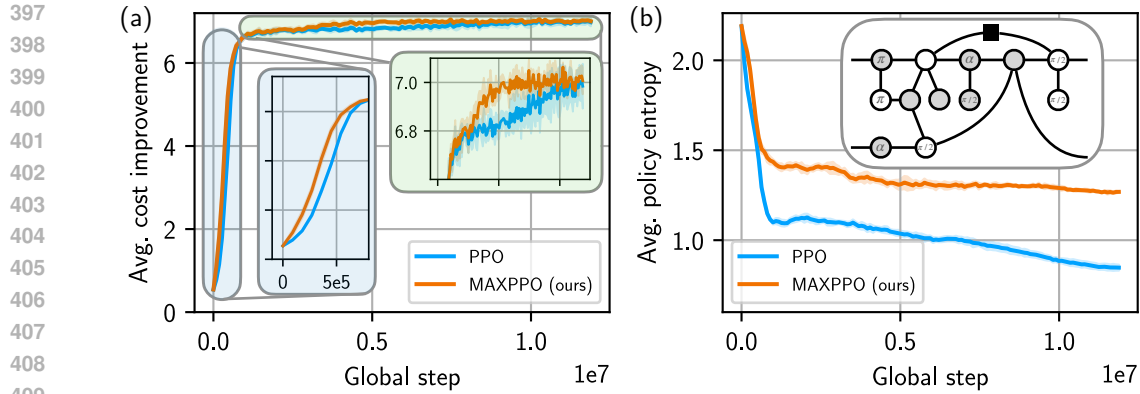 397
398
399
400
401
402
403
404
405
406
407
408
(a)
Avg. cost improvement
6
4
2
0
0.0
0.5
1.0
1e7
Global step
0
5e5
7.0
6.8
PPO
MAXPPO (ours)
(b)
Avg. policy entropy
2.0
1.5
1.0
0.0
0.5
1.0
1e7
Global step
π
α
π/2
π
π/2
π/2
α
π/2
PPO
MAXPPO (ours)